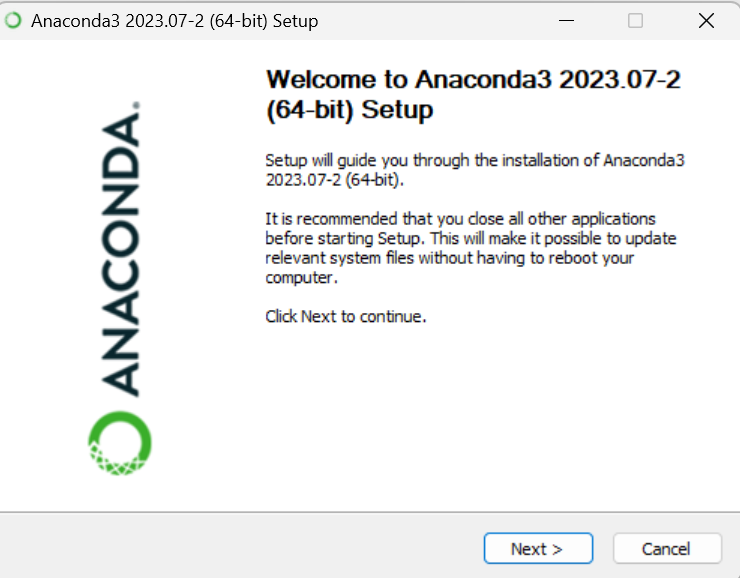 Anaconda3 2023.07-2 (64-bit) Setup
ANACONDA.
Welcome to Anaconda3 2023.07-2
(64-bit) Setup
Setup will guide you through the installation of Anaconda3
2023.07-2 (64-bit).
It is recommended that you close all other applications
before starting Setup. This will make it possible to update
relevant system files without having to reboot your
computer.
Click Next to continue.
Next >
Cancel